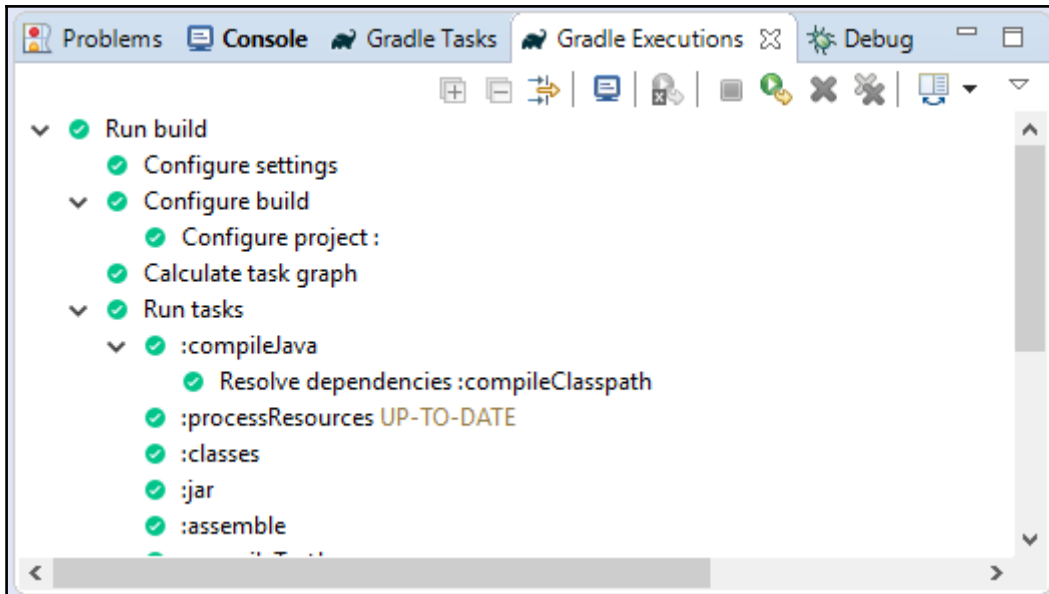 Problems Console Gradle Tasks Gradle Executions Debug
Run build
Configure settings
Configure build
Configure project :
Calculate task graph
Run tasks
:compileJava
Resolve dependencies :compileClasspath
:processResources UP-TO-DATE
:classes
:jar
:assemble